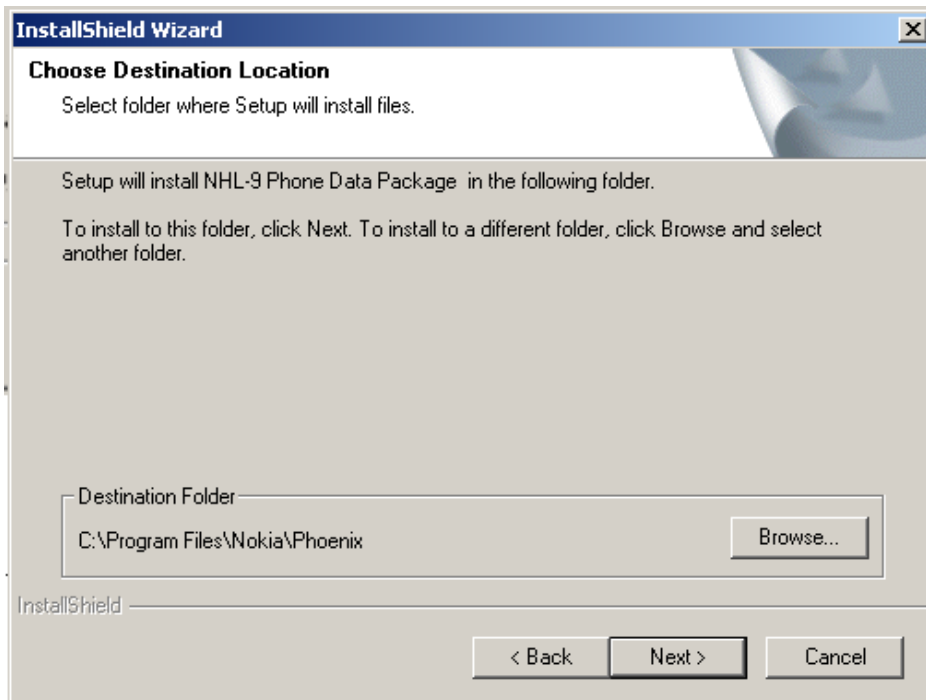 InstallShield Wizard
Choose Destination Location
Select folder where Setup will install files.
Setup will install NHL-9 Phone Data Package in the following folder.
To install to this folder, click Next. To install to a different folder, click Browse and select
another folder.
Destination Folder
C:\Program Files\Nokia\Phoenix
Browse...
InstallShield
< Back
Next >
Cancel